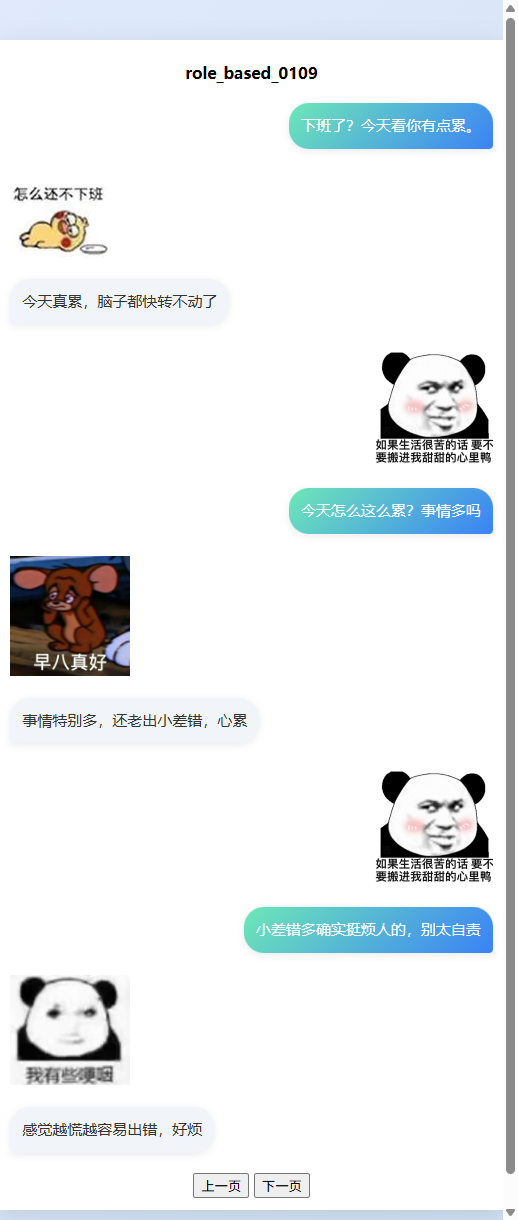 role_based_0109
下班了？今天看你有点累。
怎么还不下班
今天真累，脑子都快转不动了
如果生活很苦的话 要不
要搬进我甜甜的心里鸭
今天怎么这么累？事情多吗
早八真好
事情特别多，还老出小差错，心累
如果生活很苦的话 要不
要搬进我甜甜的心里鸭
小差错多确实挺烦人的，别太自责
我有些哽咽
感觉越慌越容易出错，好烦
上一页 下一页